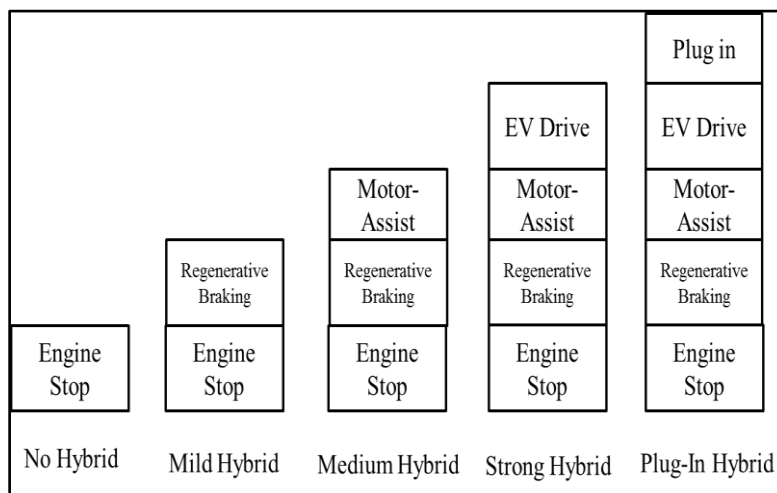 Plug in
EV Drive
EV Drive
Motor-
Assist
Motor-
Assist
Motor-
Assist
Regenerative
Braking
Regenerative
Braking
Regenerative
Braking
Regenerative
Braking
Engine
Stop
Engine
Stop
Engine
Stop
Engine
Stop
Engine
Stop
No Hybrid
Mild Hybrid
Medium Hybrid
Strong Hybrid
Plug-In Hybrid